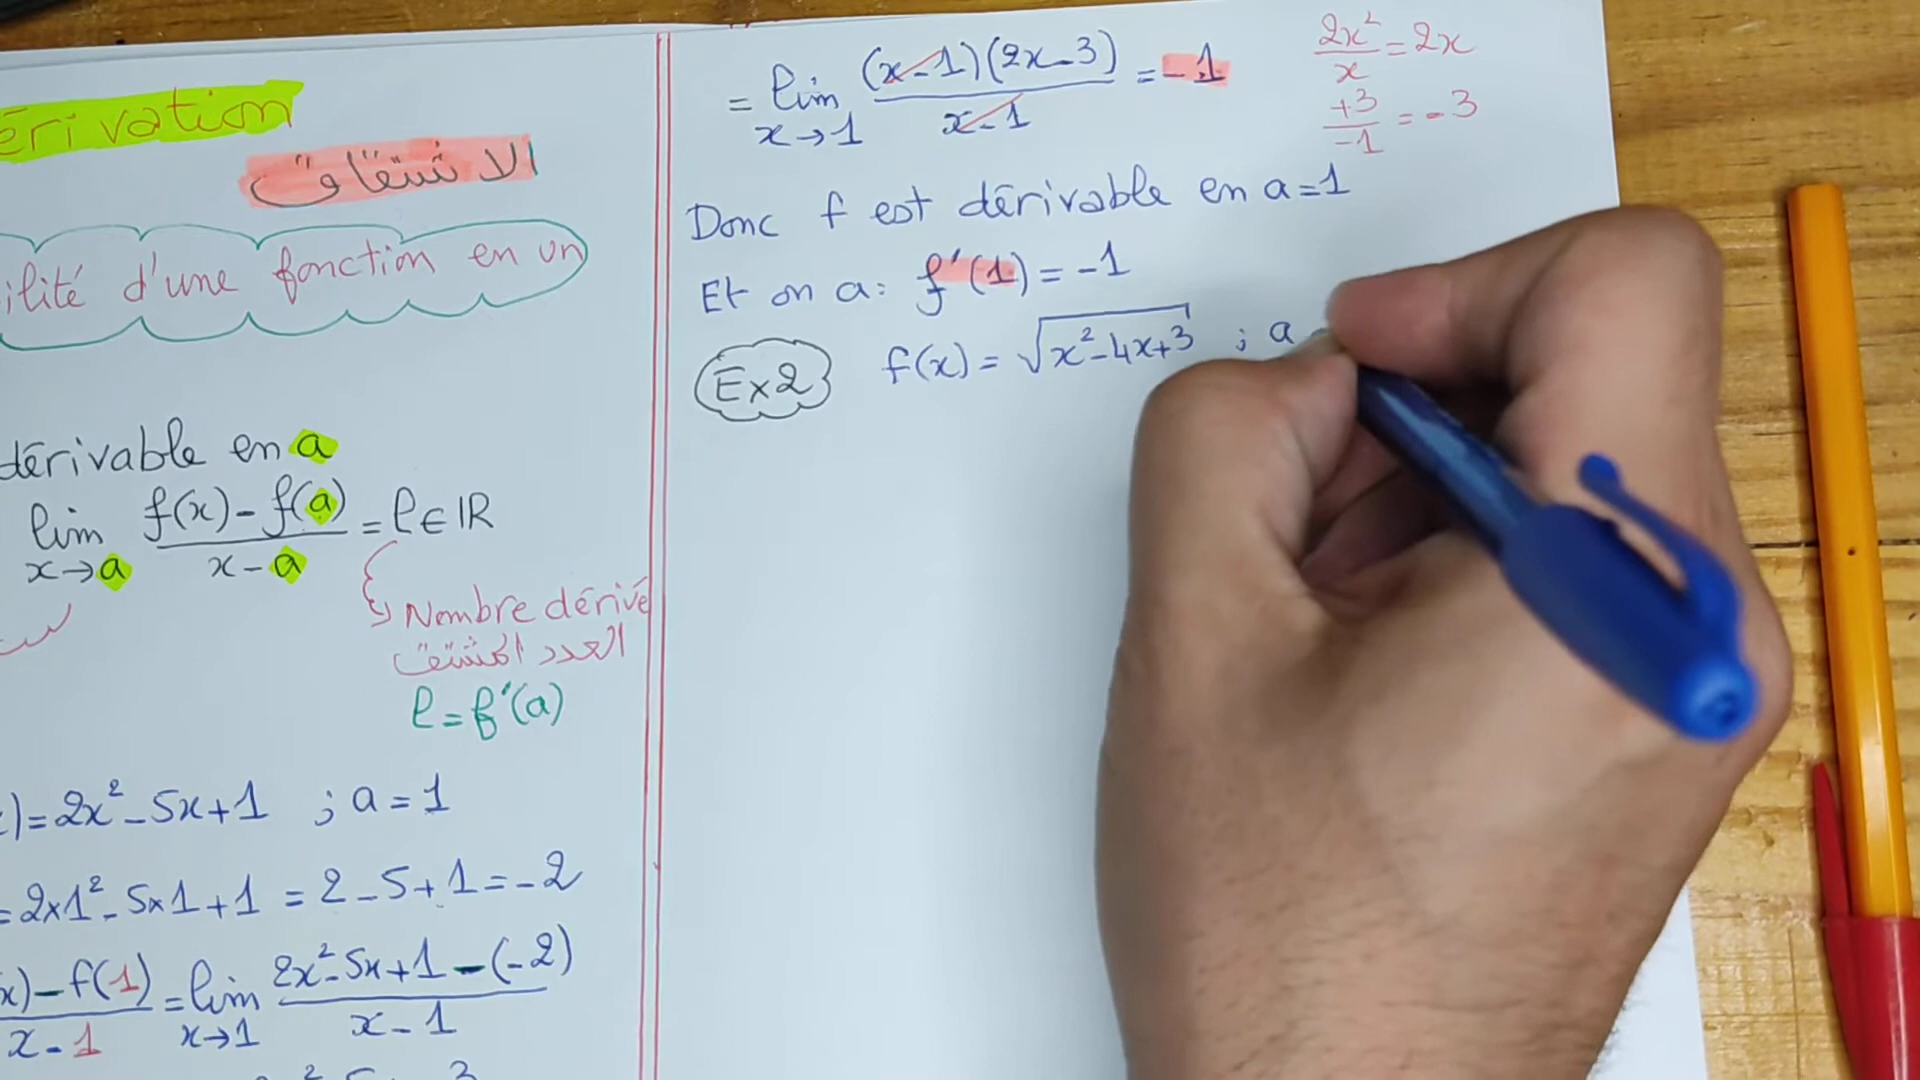 érivation
الاشتقاق
ilité d'une fonction en un
dérivable en a
lim f(x)-f(a) / x-a = l∈IR
x→a
Nombre dérivé
العدد المشتق
l=f'(a)
)=2x²-5x+1 ; a=1
=2x1²-5x1+1 = 2-5+1=-2
x)-f(1) / x-1 = lim 2x²-5x+1-(-2) / x-1
x→1
= lim (x-1)(2x-3) / x-1 = -1
x→1
2x² / x = 2x
+3 / -1 = -3
Donc f est dérivable en a=1
Et on a: f'(1)=-1
Ex2 f(x)=√x²-4x+3 ; a